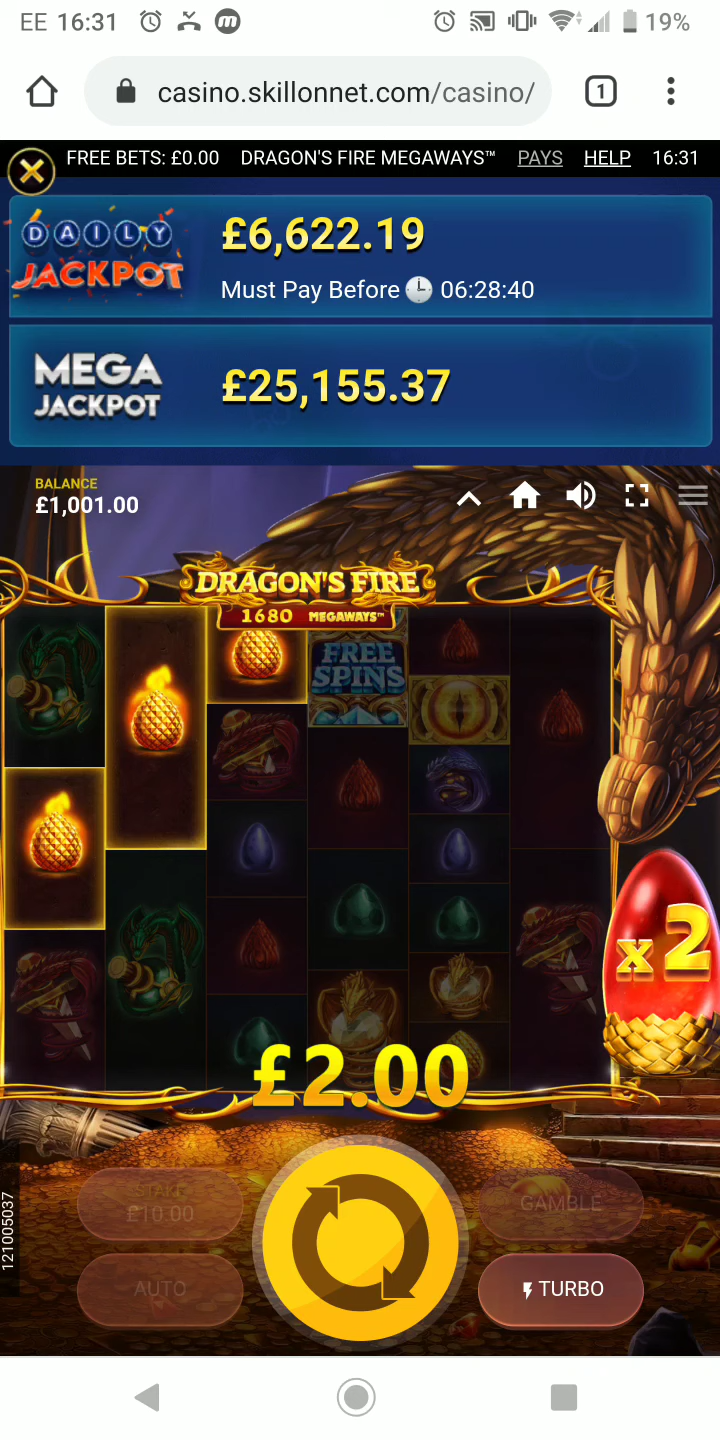 EE 16:31 19%
casino.skillonnet.com/casino/ 1
FREE BETS: £0.00 DRAGON'S FIRE MEGAWAYS™ PAYS HELP 16:31
DAILY
JACKPOT
£6,622.19
Must Pay Before 06:28:40
MEGA
JACKPOT
£25,155.37
BALANCE
£1,001.00
DRAGON'S FIRE
1680 MEGAWAYS™
FREE
SPINS
x2
£2.00
STAKE
£10.00
GAMBLE
AUTO
TURBO
121005037